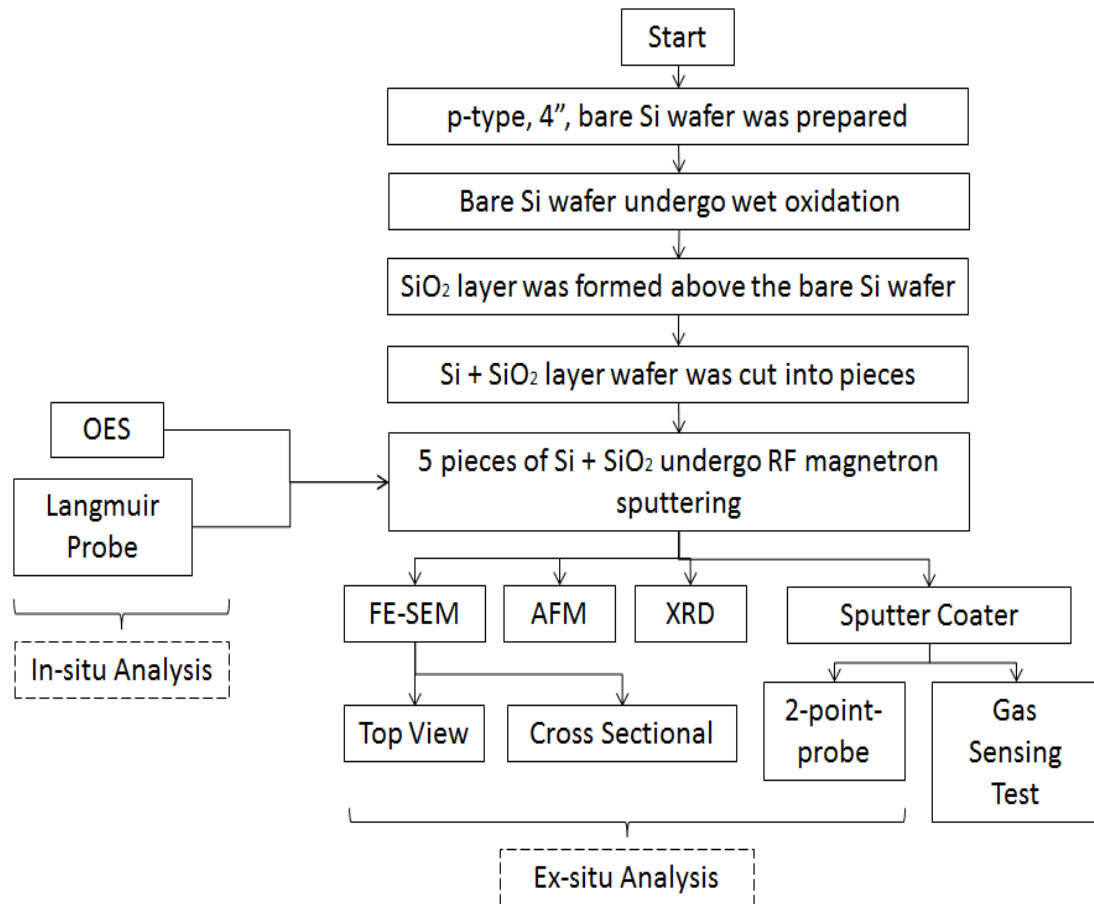 Start
p-type, 4”, bare Si wafer was prepared
Bare Si wafer undergo wet oxidation
SiO2 layer was formed above the bare Si wafer
Si + SiO2 layer wafer was cut into pieces
OES
5 pieces of Si + SiO2 undergo RF magnetron
sputtering
Langmuir
Probe
In-situ Analysis
FE-SEM
AFM
XRD
Sputter Coater
Top View
Cross Sectional
2-point-
probe
Gas
Sensing
Test
Ex-situ Analysis